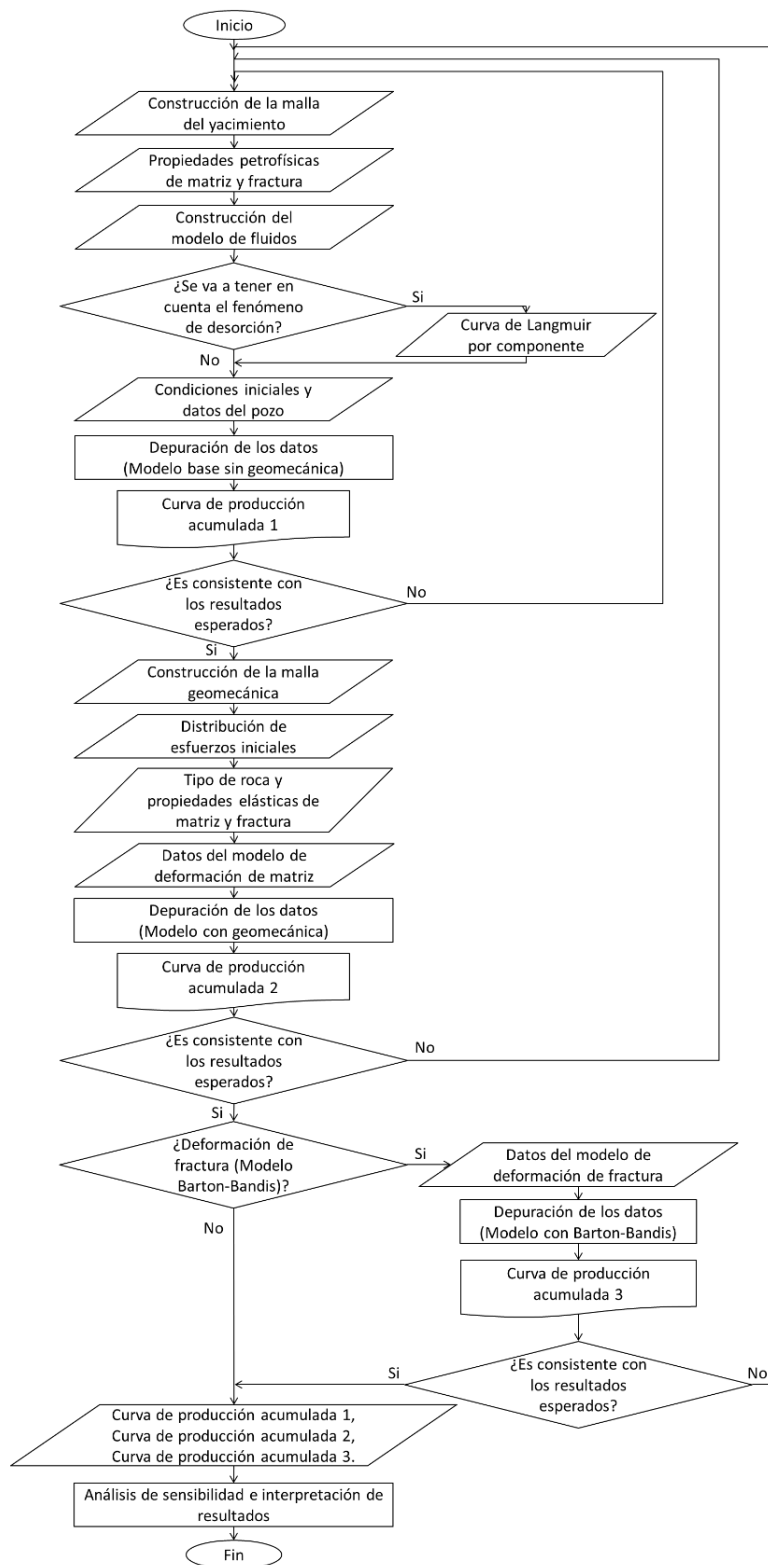 Inicio
Construcción de la malla
del yacimiento
Propiedades petrofísicas
de matriz y fractura
Construcción del
modelo de fluidos
¿Se va a tener en
cuenta el fenómeno
de desorción?
Si
Curva de Langmuir
por componente
No
Condiciones iniciales y
datos del pozo
Depuración de los datos
(Modelo base sin geomecánica)
Curva de producción
acumulada 1
¿Es consistente con
los resultados
esperados?
No
Si
Construcción de la malla
geomecánica
Distribución de
esfuerzos iniciales
Tipo de roca y
propiedades elásticas de
matriz y fractura
Datos del modelo de
deformación de matriz
Depuración de los datos
(Modelo con geomecánica)
Curva de producción
acumulada 2
¿Es consistente con
los resultados
esperados?
No
Si
¿Deformación de
fractura (Modelo
Barton-Bandis)?
Si
No
Datos del modelo de
deformación de fractura
Depuración de los datos
(Modelo con Barton-Bandis)
Curva de producción
acumulada 3
¿Es consistente con
los resultados
esperados?
Si
No
Curva de producción acumulada 1,
Curva de producción acumulada 2,
Curva de producción acumulada 3.
Análisis de sensibilidad e interpretación de
resultados
Fin